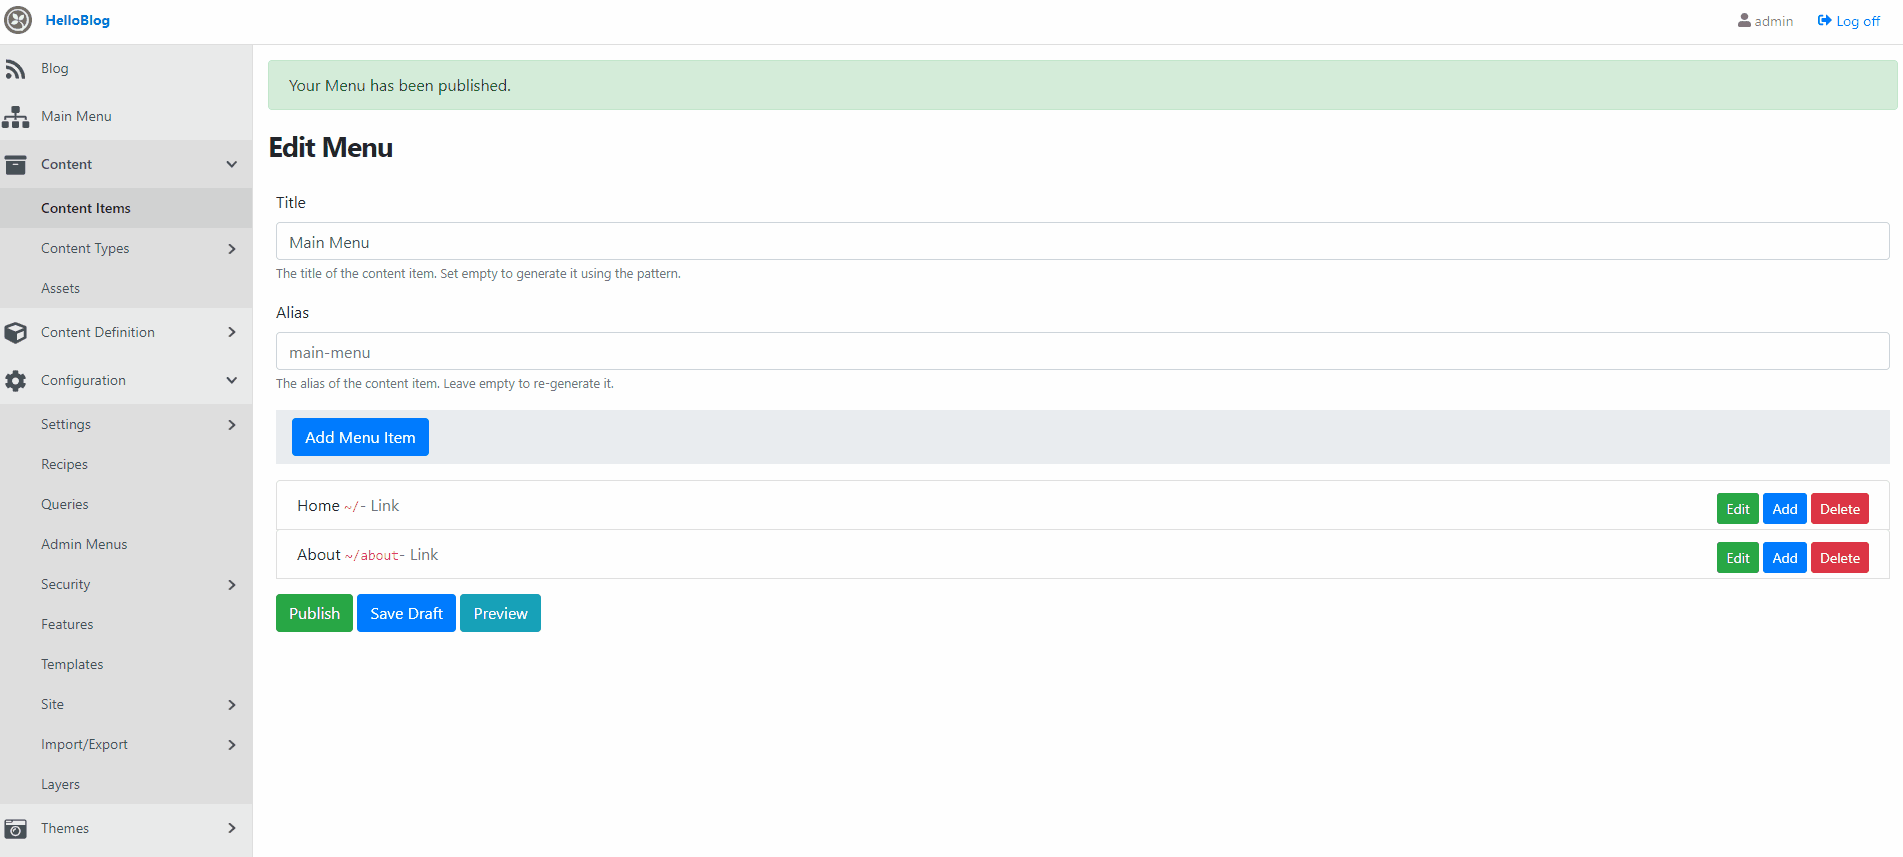 HelloBlog
admin
Log off
Blog
Main Menu
Content
Content Items
Content Types
Assets
Content Definition
Configuration
Settings
Recipes
Queries
Admin Menus
Security
Features
Templates
Site
Import/Export
Layers
Themes
Your Menu has been published.
Edit Menu
Title
Main Menu
The title of the content item. Set empty to generate it using the pattern.
Alias
main-menu
The alias of the content item. Leave empty to re-generate it.
Add Menu Item
Home ~/- Link
Edit Add Delete
About ~/about- Link
Edit Add Delete
Publish Save Draft Preview